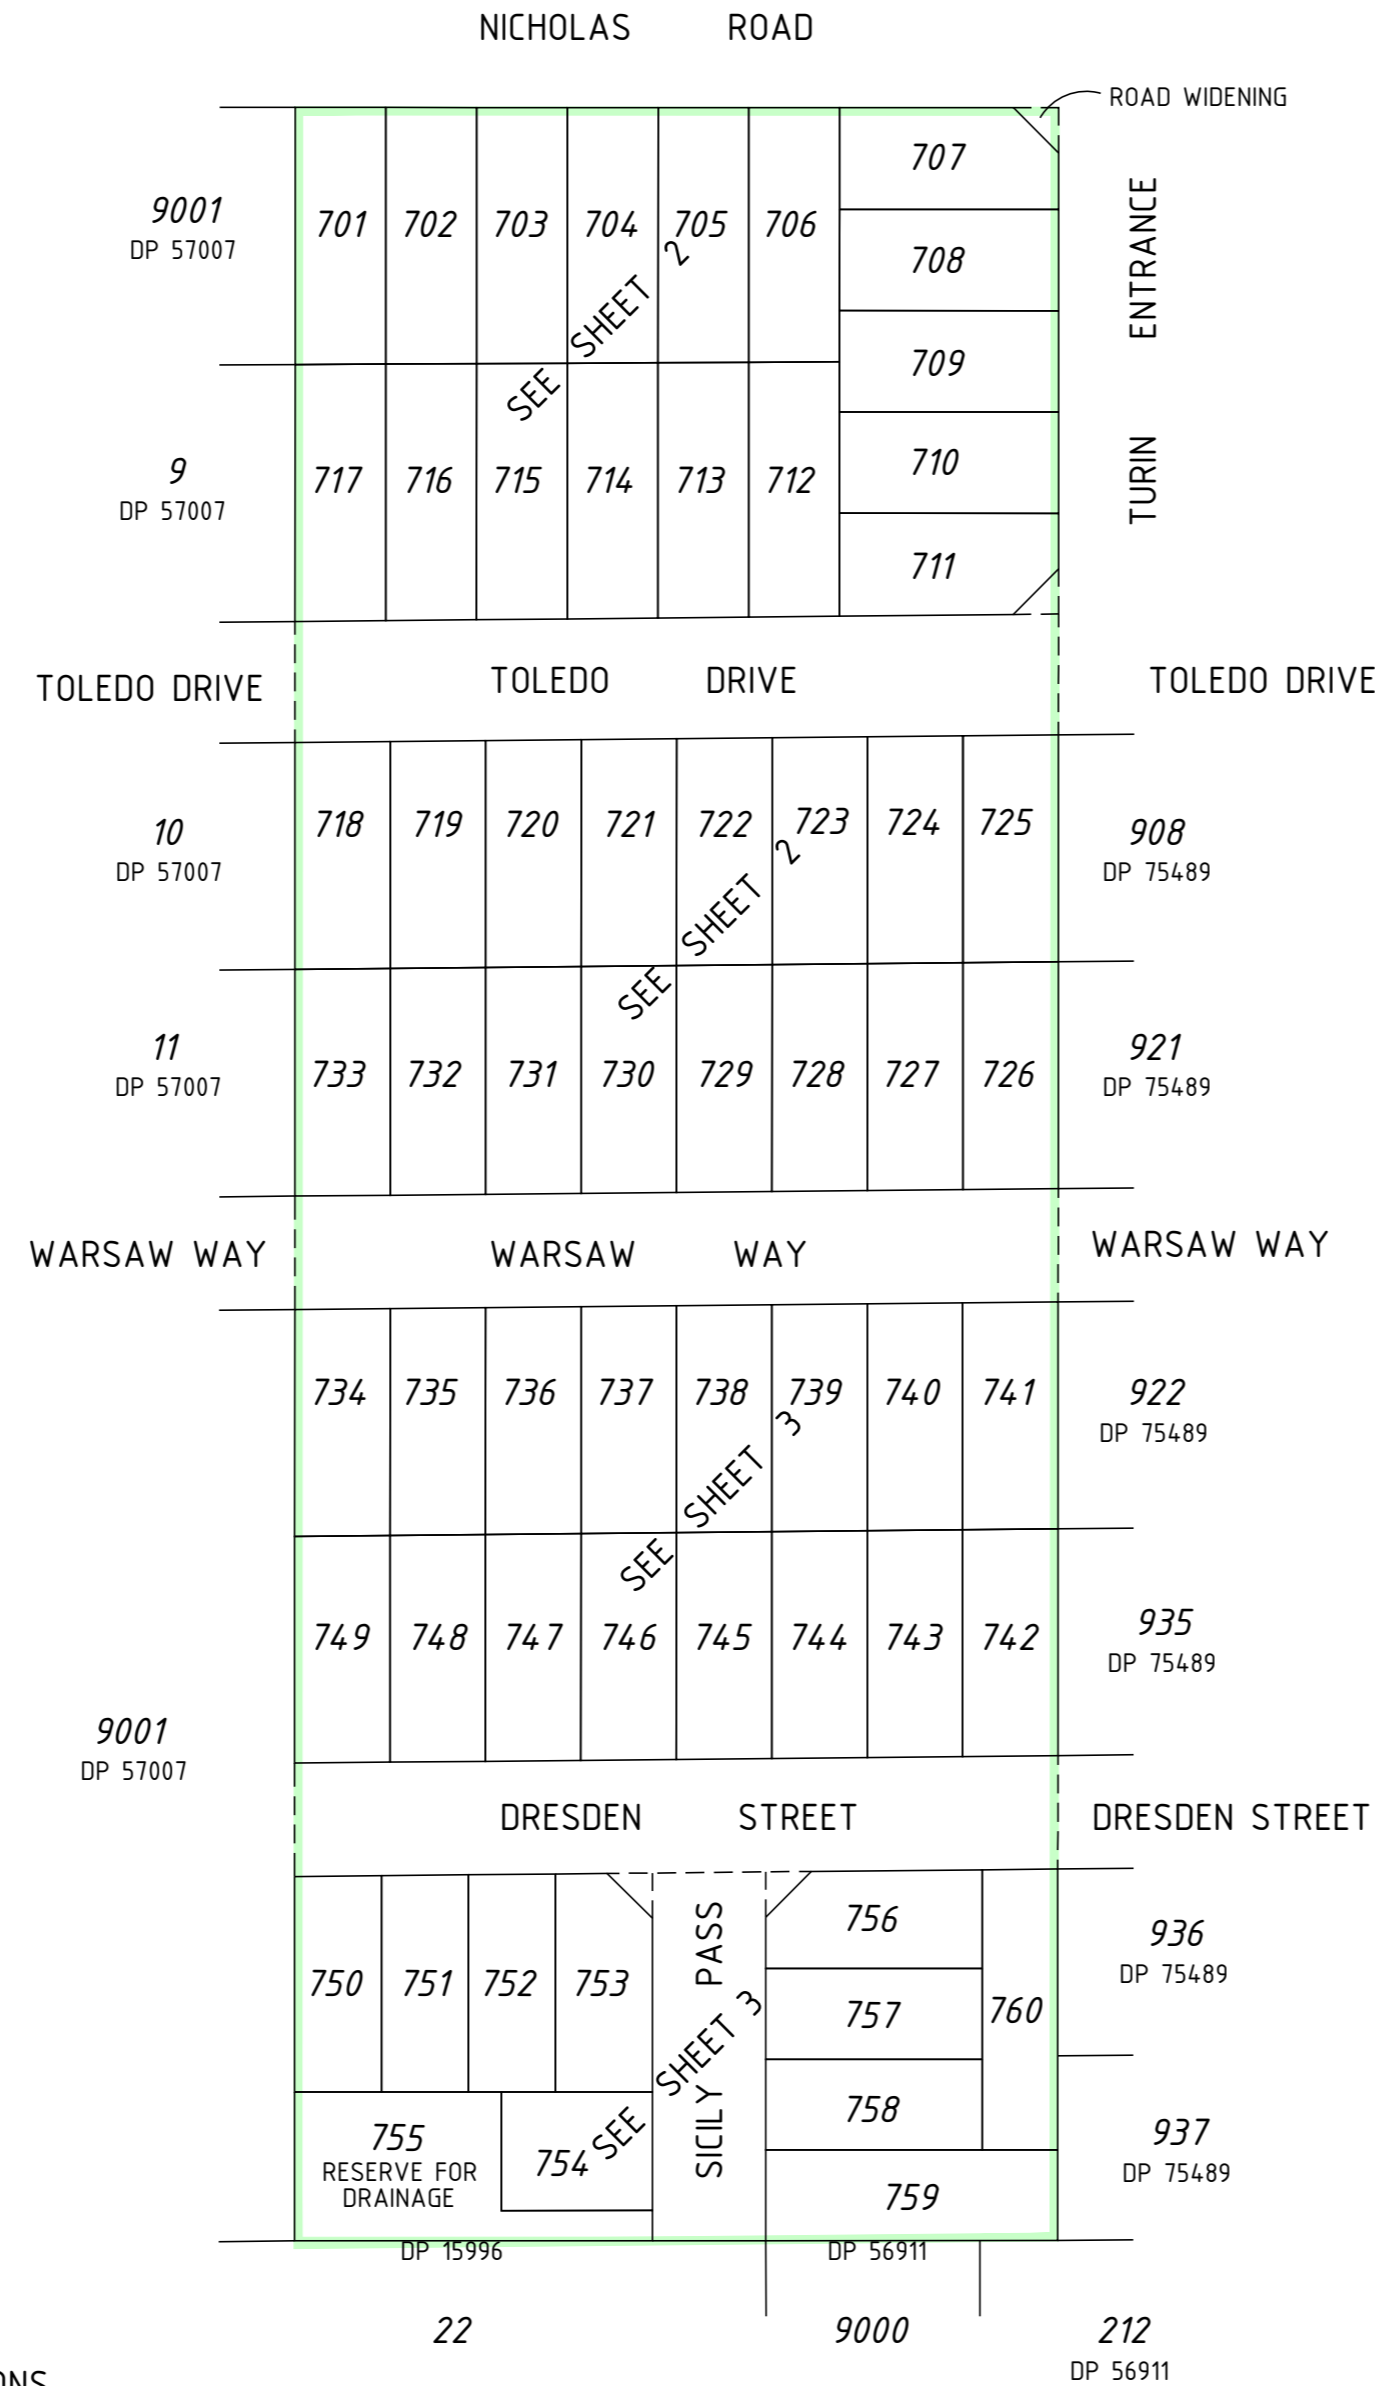 NICHOLAS ROAD
ROAD WIDENING
707
9001
DP 57007
701 702 703 704 705 706
708
ENTRANCE
SEE SHEET 2
709
9
DP 57007
717 716 715 714 713 712
710
TURIN
711
TOLEDO DRIVE
TOLEDO DRIVE
TOLEDO DRIVE
10
DP 57007
718 719 720 721 722 723 724 725
908
DP 75489
SEE SHEET 2
11
DP 57007
733 732 731 730 729 728 727 726
921
DP 75489
WARSAW WAY
WARSAW WAY
WARSAW WAY
734 735 736 737 738 739 740 741
922
DP 75489
SEE SHEET 3
749 748 747 746 745 744 743 742
935
DP 75489
9001
DP 57007
DRESDEN STREET
DRESDEN STREET
750 751 752 753
SICILY PASS
SEE SHEET 3
756
757
758
759
760
936
DP 75489
755
RESERVE FOR
DRAINAGE
754
937
DP 75489
DP 15996
DP 56911
22
9000
212
DP 56911